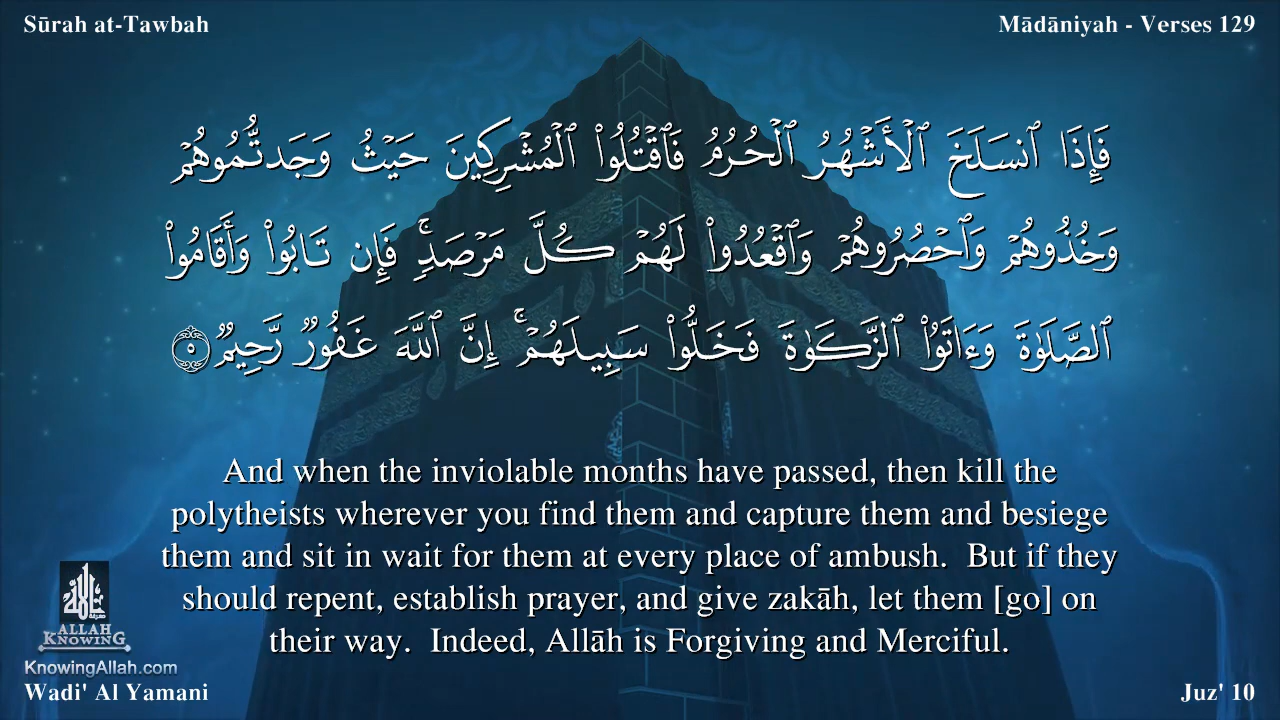 Sūrah at-Tawbah
Mādāniyah - Verses 129
فَإِذَا ٱنسَلَخَ ٱلْأَشْهُرُ ٱلْحُرُمُ فَٱقْتُلُوا۟ ٱلْمُشْرِكِينَ حَيْثُ وَجَدتُّمُوهُمْ
وَخُذُوهُمْ وَٱحْصُرُوهُمْ وَٱقْعُدُوا۟ لَهُمْ كُلَّ مَرْصَدٍۢ ۚ فَإِن تَابُوا۟ وَأَقَامُوا۟
ٱلصَّلَوٰةَ وَءَاتَوُا۟ ٱلزَّكَوٰةَ فَخَلُّوا۟ سَبِيلَهُمْ ۚ إِنَّ ٱللَّهَ غَفُورٌۭ رَّحِيمٌۭ ٥
And when the inviolable months have passed, then kill the
polytheists wherever you find them and capture them and besiege
them and sit in wait for them at every place of ambush. But if they
should repent, establish prayer, and give zakāh, let them [go] on
their way. Indeed, Allāh is Forgiving and Merciful.
ALLAH
KNOWING
KnowingAllah.com
Wadi' Al Yamani
Juz' 10